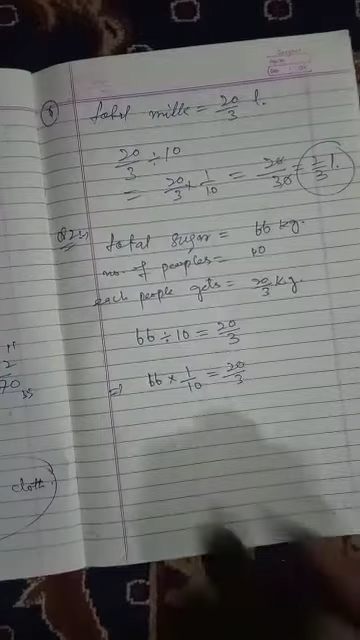 total milk = 20/3 l.
20/3 ÷ 10
= 20/3 × 1/10 = 20/30 = 2/3 l.
total sugar = 66 kg.
no. of peoples = 10
each people gets = 20/3 kg.
66 ÷ 10 = 20/3
=> 66 × 1/10 = 20/3
2
70
cloth